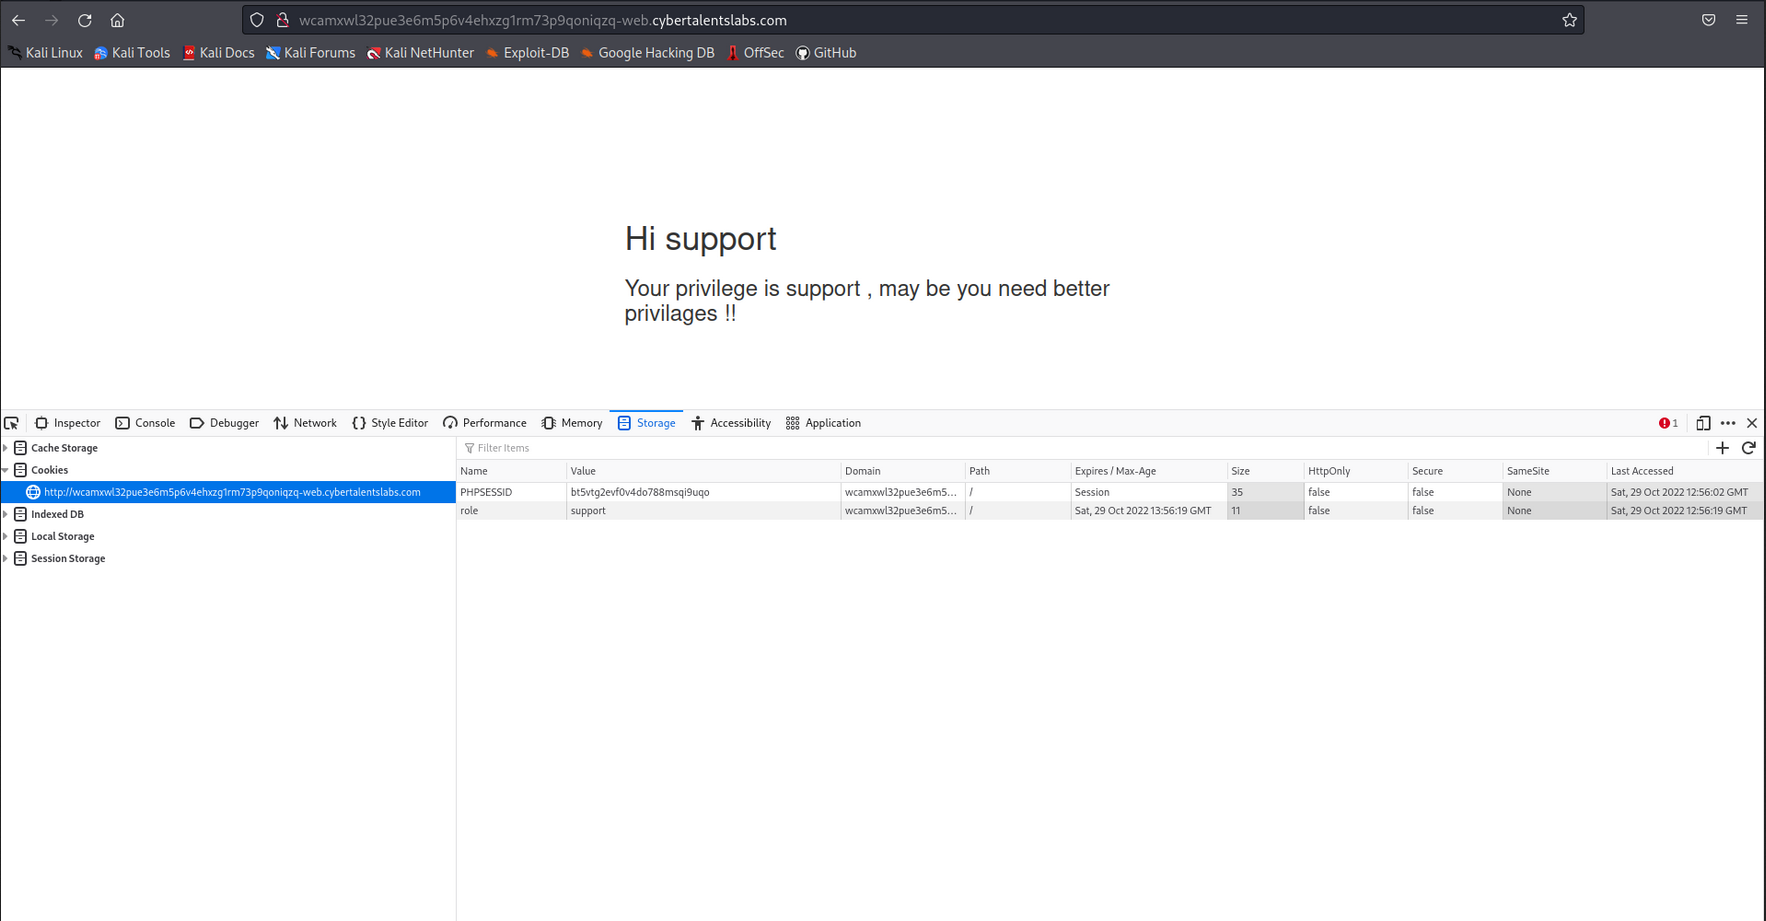 wcamxwl32pue3e6m5p6v4ehxzg1rm73p9qoniqzq-web.cybertalentslabs.com
Kali Linux Kali Tools Kali Docs Kali Forums Kali NetHunter Exploit-DB Google Hacking DB OffSec GitHub
Hi support
Your privilege is support , may be you need better
privilages !!
Inspector Console Debugger Network Style Editor Performance Memory Storage Accessibility Application 1
Cache Storage
Cookies
http://wcamxwl32pue3e6m5p6v4ehxzg1rm73p9qoniqzq-web.cybertalentslabs.com
Indexed DB
Local Storage
Session Storage
Filter Items
Name Value Domain Path Expires / Max-Age Size HttpOnly Secure SameSite Last Accessed
PHPSESSID bt5vtg2evf0v4do788msqi9uqo wcamxwl32pue3e6m5... / Session 35 false false None Sat, 29 Oct 2022 12:56:02 GMT
role support wcamxwl32pue3e6m5... / Sat, 29 Oct 2022 13:56:19 GMT 11 false false None Sat, 29 Oct 2022 12:56:19 GMT